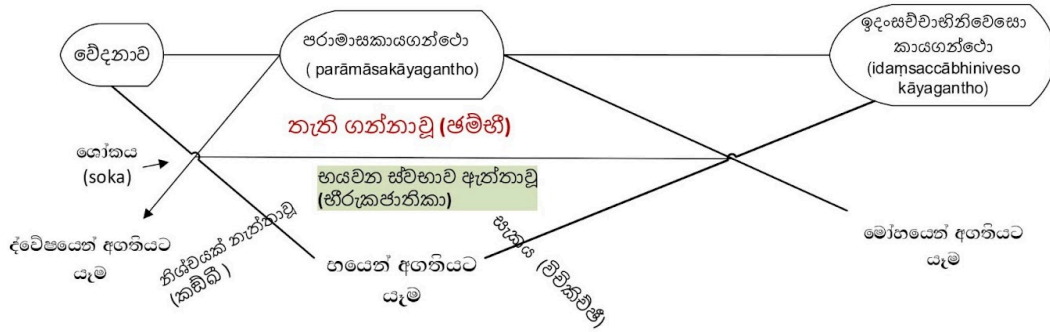 වේදනාව
පරාමාසකායගන්ථො
( parāmāsakāyagantho)
ඉදංසච්චාභිනිවෙසො
කායගන්ථො
(idaṃsaccābhiniveso
kāyagantho)
තැති ගන්නාවූ (ඡම්භී)
ශෝකය
(soka)
භයවන ස්වභාව ඇත්තාවූ
(භීරුකජාතිකා)
ද්වේෂයෙන් අගතියට
යෑම
නිශ්චයක් නැත්තාවූ
(කඞ්ඛී )
භයෙන් අගතියට
යෑම
සැකය (විචිකිච්ඡී)
මෝහයෙන් අගතියට
යෑම